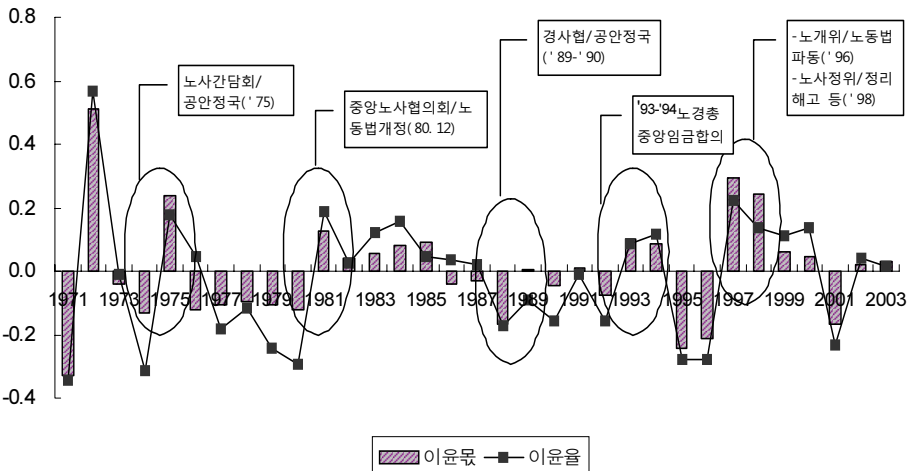 0.8
0.6
0.4
0.2
0.0
-0.2
-0.4
노사간담회/
공안정국('75)
중앙노사협의회/노
동법개정(80. 12)
경사협/공안정국
('89-'90)
'93-'94노경총
중앙임금합의
-노개위/노동법
파동('96)
-노사정위/정리
해고 등('98)
1971 1973 1975 1977 1979 1981 1983 1985 1987 1989 1991 1993 1995 1997 1999 2001 2003
이윤몫 이윤율